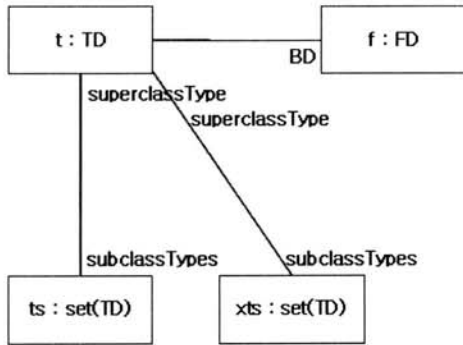 t : TD
f : FD
BD
superclassType
superclassType
subclassTypes
subclassTypes
ts : set(TD)
xts : set(TD)